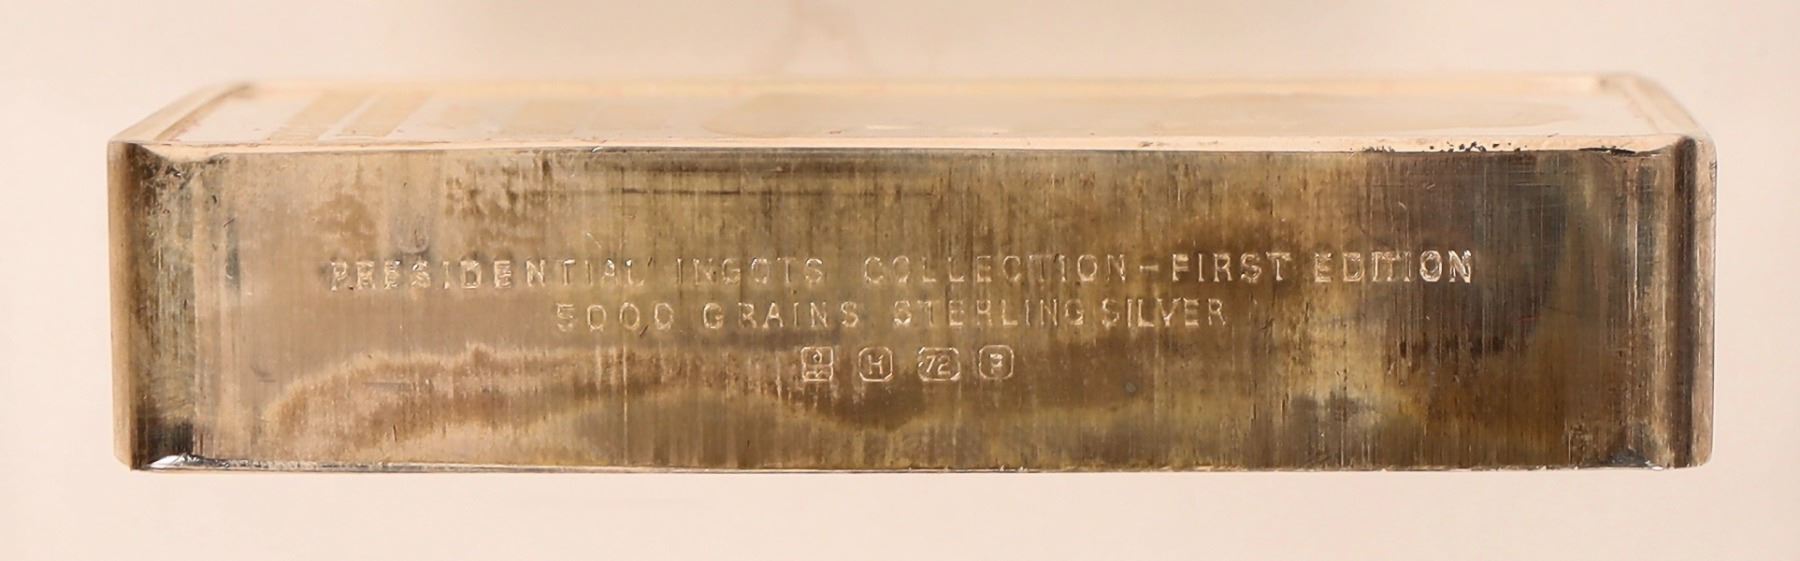 PRESIDENTIAL INGOTS COLLECTION-FIRST EDITION
5000 GRAINS STERLING SILVER
H 72 P